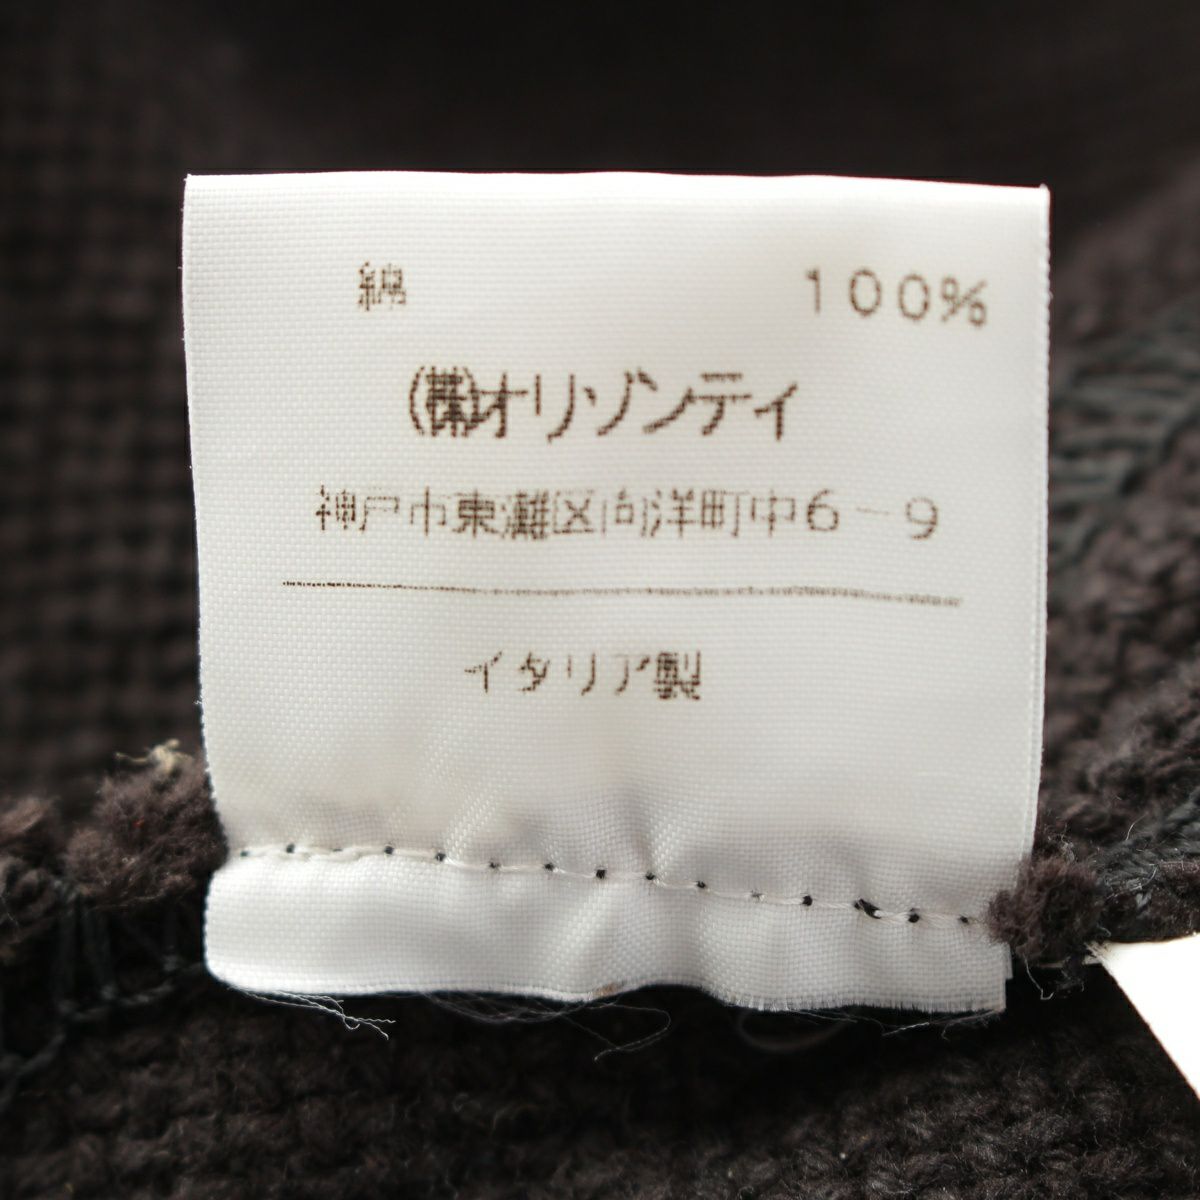 綿 100%
(株)オリゾンティ
神戸市東灘区向洋町中6-9
イタリア製